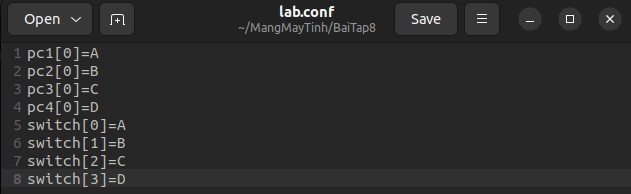 Open
lab.conf
~/MangMayTinh/BaiTap8
Save
1 pc1[0]=A
2 pc2[0]=B
3 pc3[0]=C
4 pc4[0]=D
5 switch[0]=A
6 switch[1]=B
7 switch[2]=C
8 switch[3]=D